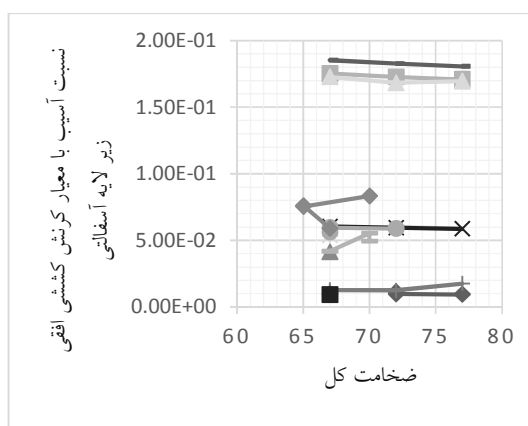 نسبت آسیب با معیار کرنش کششی افقی
زیر لایه آسفالتی
2.00E-01
1.50E-01
1.00E-01
5.00E-02
0.00E+00
60 65 70 75 80
ضخامت کل